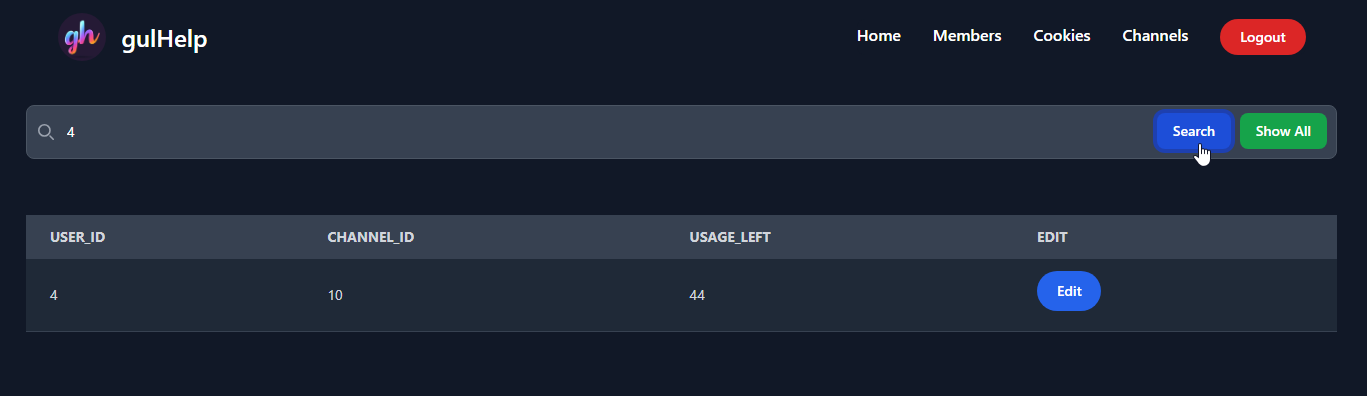 gh gulHelp Home Members Cookies Channels Logout
4 Search Show All
USER_ID CHANNEL_ID USAGE_LEFT EDIT
4 10 44 Edit